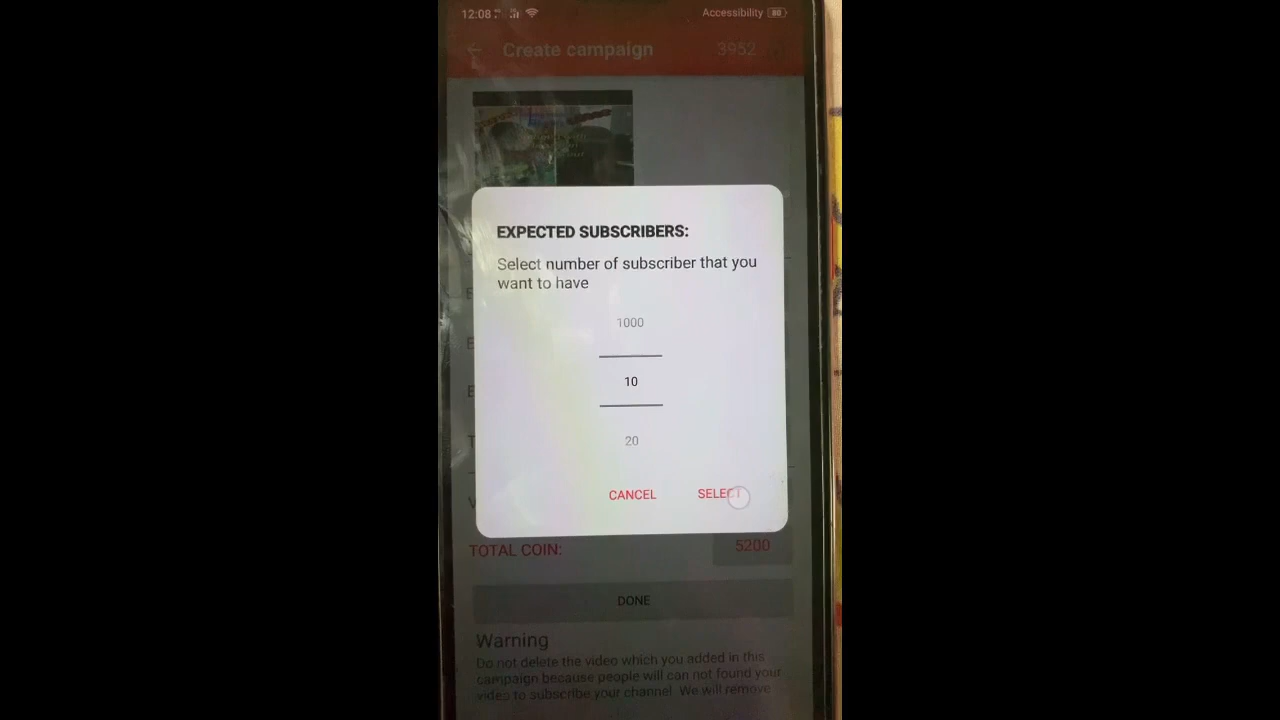 12:08
Accessibility 80
Create campaign 3952
EXPECTED SUBSCRIBERS:
Select number of subscriber that you
want to have
1000
10
20
CANCEL SELECT
TOTAL COIN: 5200
DONE
Warning
Do not delete the video which you added in this
campaign because people will can not found your
video to subscribe your channel. We will remove